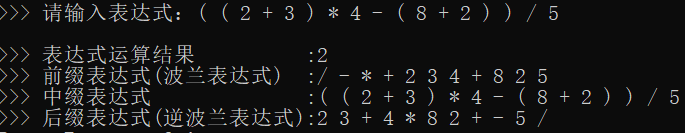 >>> 请输入表达式: ( ( 2 + 3 ) * 4 - ( 8 + 2 ) ) / 5
>>> 表达式运算结果 :2
>>> 前缀表达式(波兰表达式) :/ - * + 2 3 4 + 8 2 5
>>> 中缀表达式 :( ( 2 + 3 ) * 4 - ( 8 + 2 ) ) / 5
>>> 后缀表达式(逆波兰表达式):2 3 + 4 * 8 2 + - 5 /